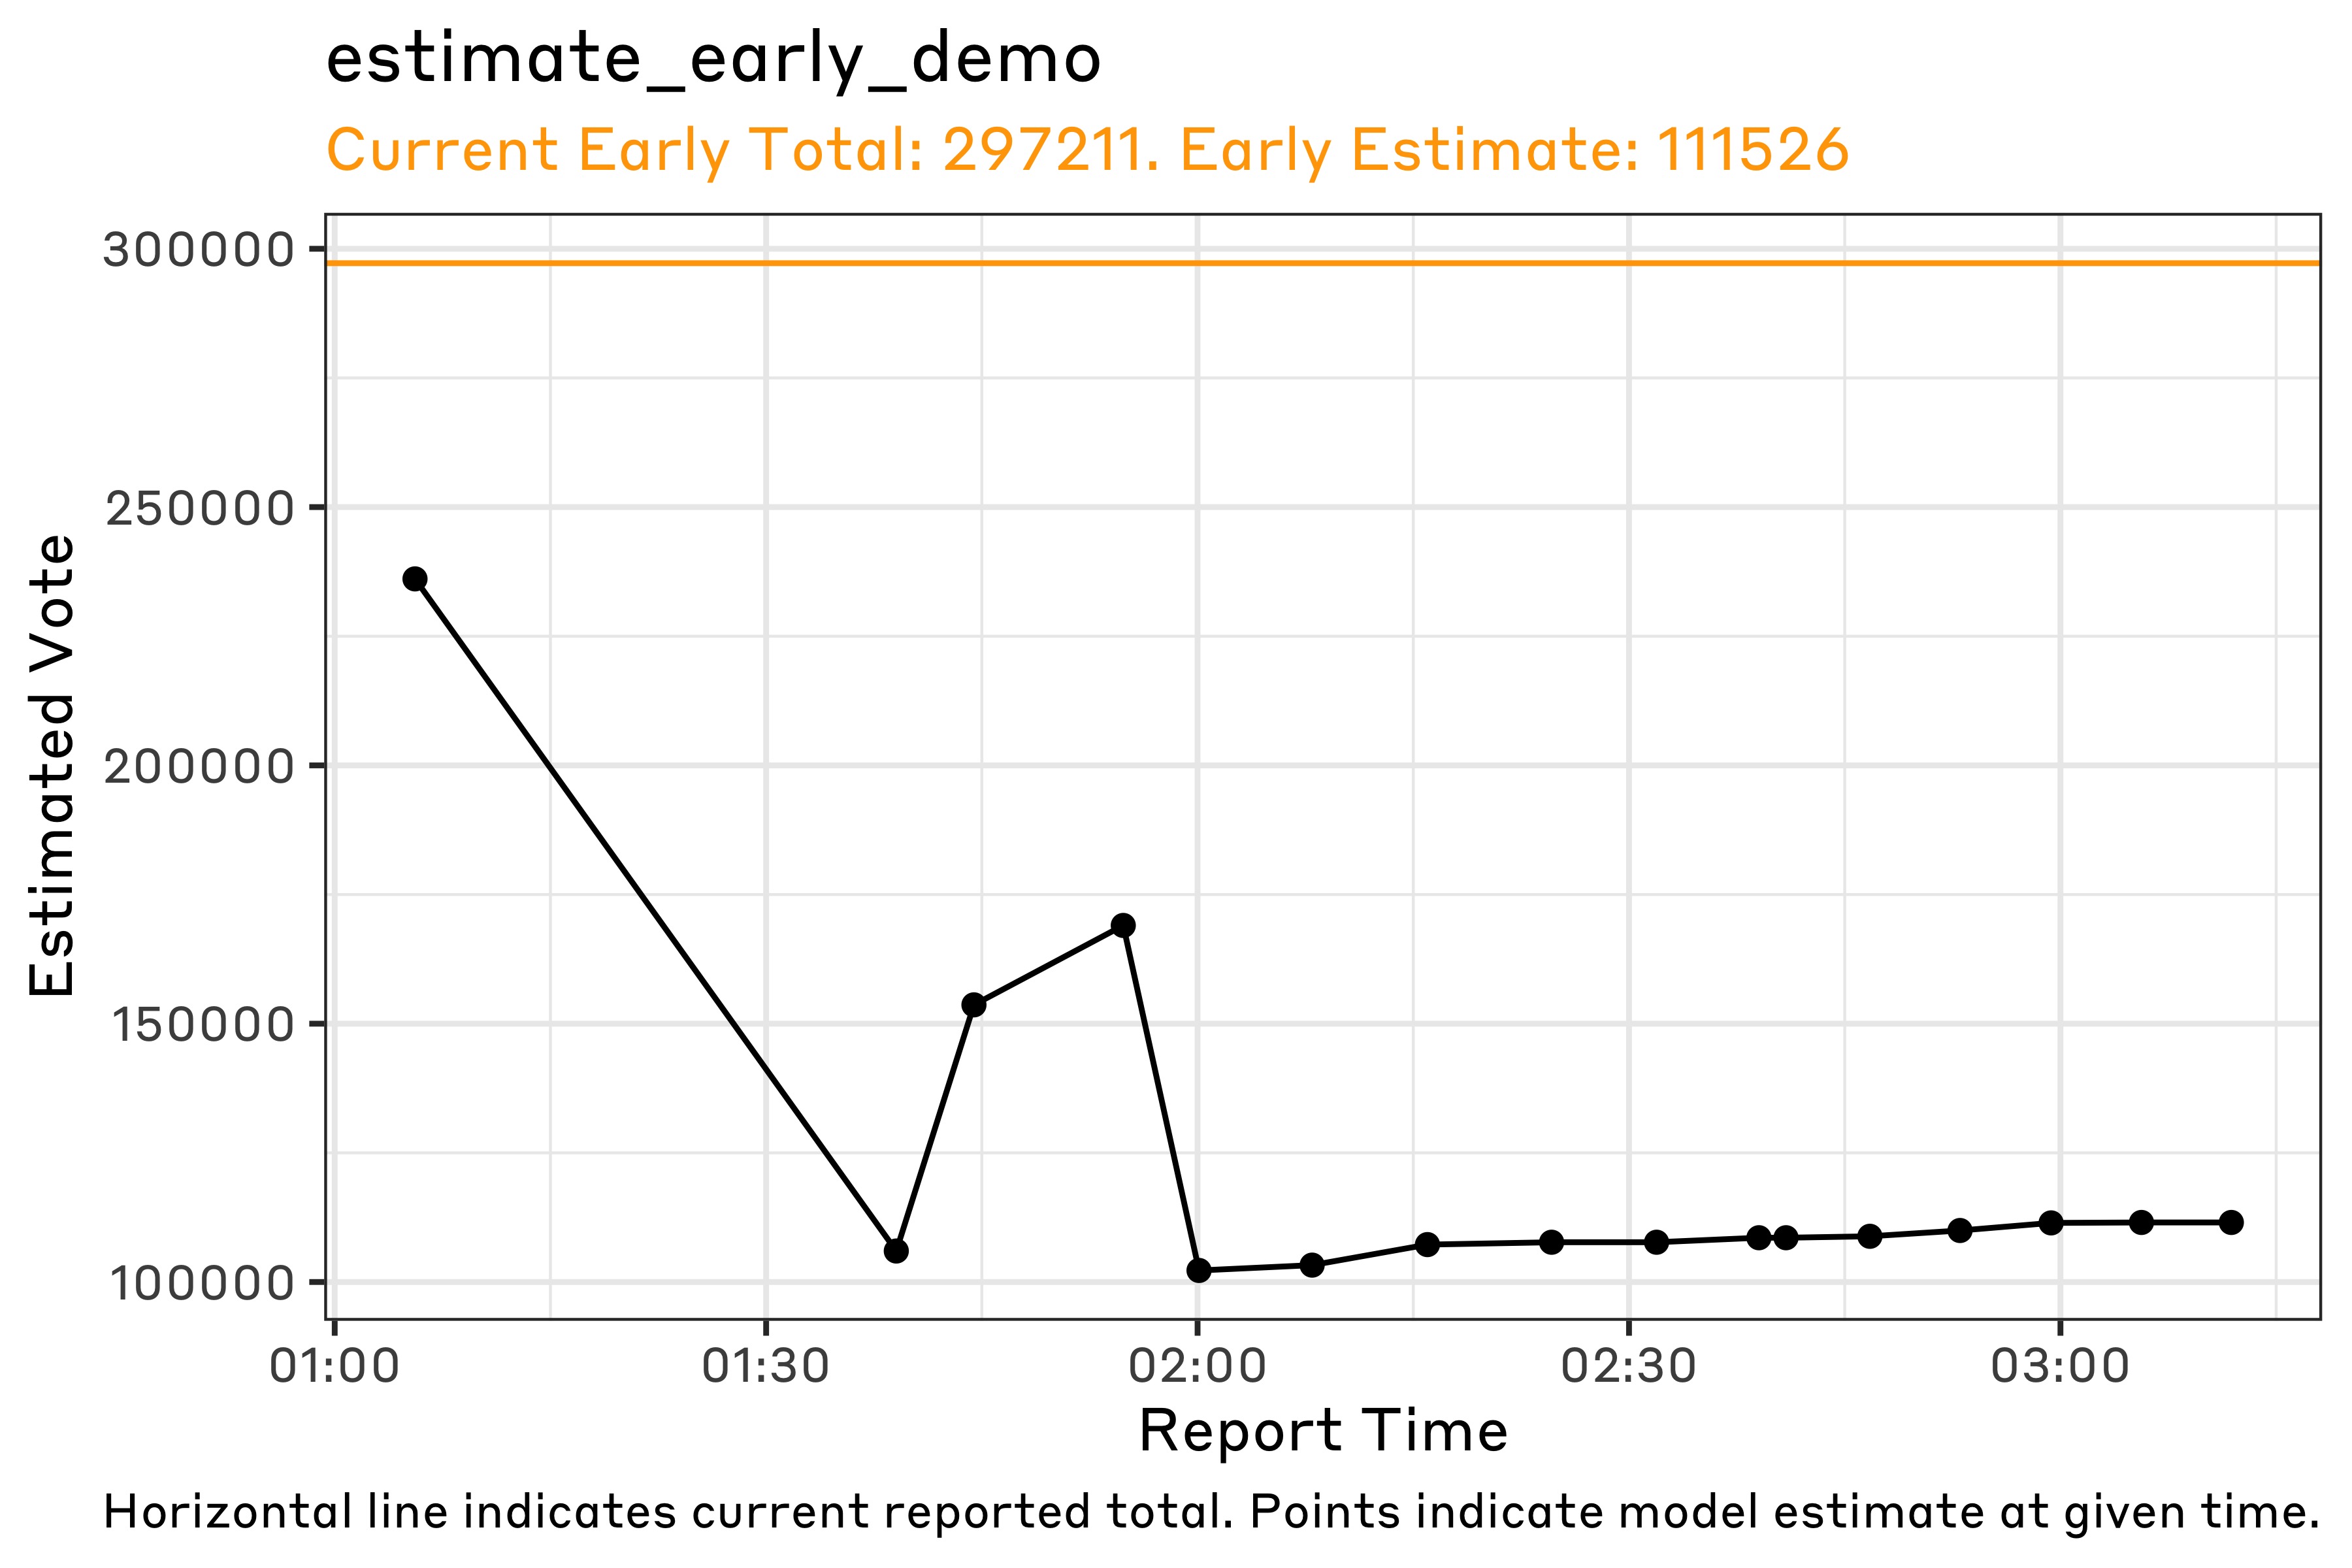 estimate_early_demo
Current Early Total: 297211. Early Estimate: 111526
Estimated Vote
300000
250000
200000
150000
100000
01:00 01:30 02:00 02:30 03:00
Report Time
Horizontal line indicates current reported total. Points indicate model estimate at given time.